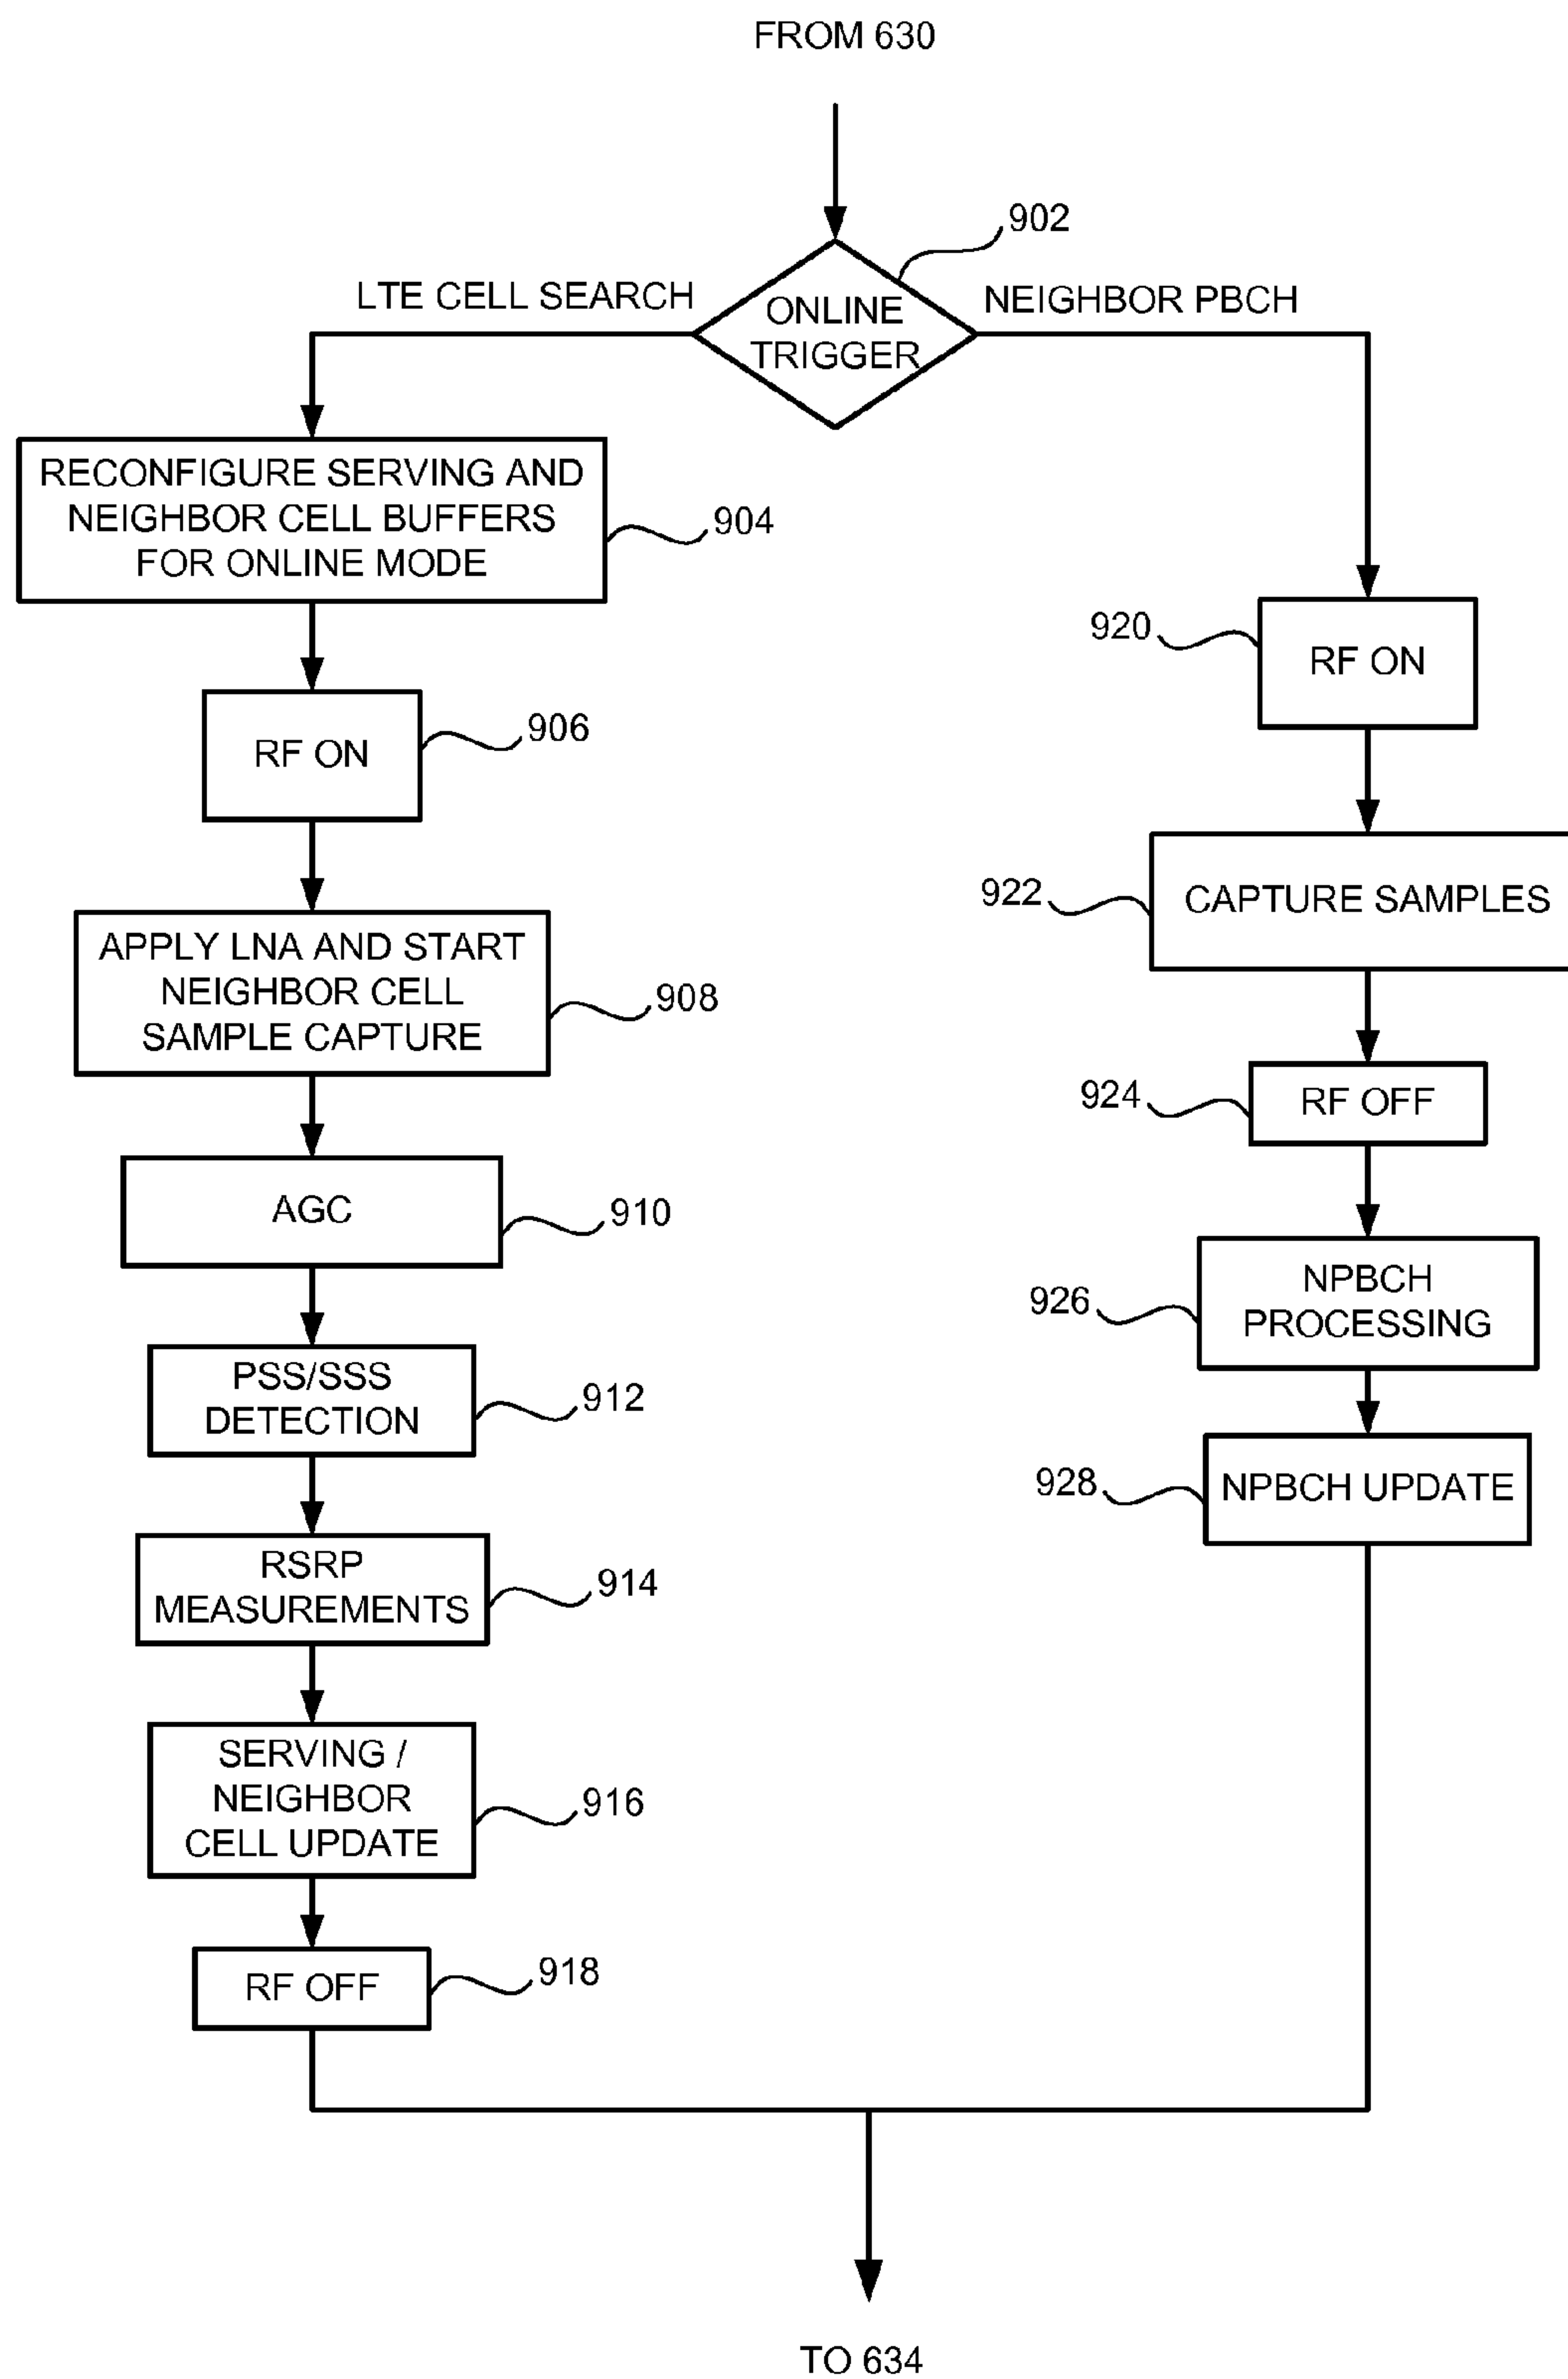 FROM 630
902
LTE CELL SEARCH
ONLINE
TRIGGER
NEIGHBOR PBCH
RECONFIGURE SERVING AND
NEIGHBOR CELL BUFFERS
FOR ONLINE MODE
904
RF ON
906
APPLY LNA AND START
NEIGHBOR CELL
SAMPLE CAPTURE
908
AGC
910
PSS/SSS
DETECTION
912
RSRP
MEASUREMENTS
914
SERVING /
NEIGHBOR
CELL UPDATE
916
RF OFF
918
920
RF ON
922
CAPTURE SAMPLES
924
RF OFF
926
NPBCH
PROCESSING
928
NPBCH UPDATE
TO 634